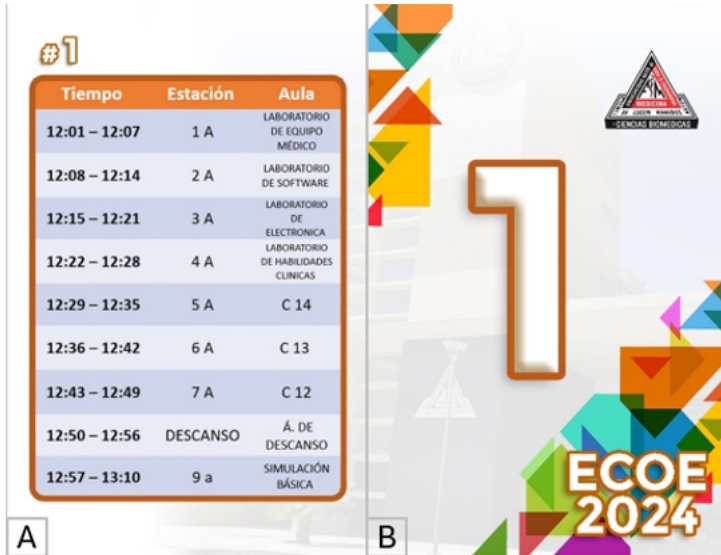 #1
Tiempo Estación Aula
12:01 – 12:07 1 A LABORATORIO
DE EQUIPO
MÉDICO
12:08 – 12:14 2 A LABORATORIO
DE SOFTWARE
12:15 – 12:21 3 A LABORATORIO
DE
ELECTRONICA
12:22 – 12:28 4 A LABORATORIO
DE HABILIDADES
CLINICAS
12:29 – 12:35 5 A C 14
12:36 – 12:42 6 A C 13
12:43 – 12:49 7 A C 12
12:50 – 12:56 DESCANSO Á. DE
DESCANSO
12:57 – 13:10 9 a SIMULACIÓN
BÁSICA
A
MEDICINA
CIENCIAS BIOMEDICAS
1
ECOE
2024
B